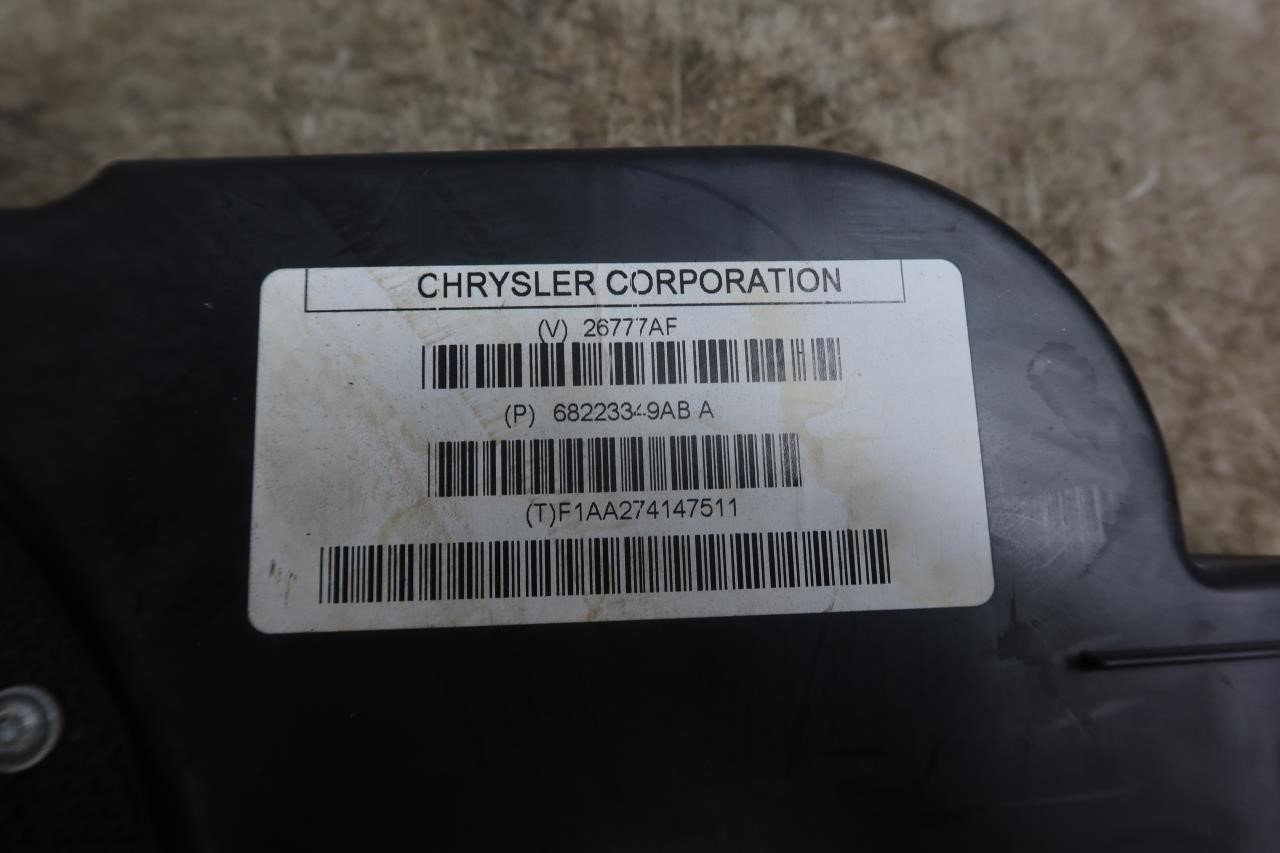 CHRYSLER CORPORATION
(V) 26777AF
(P) 68223349AB A
(T)F1AA274147511